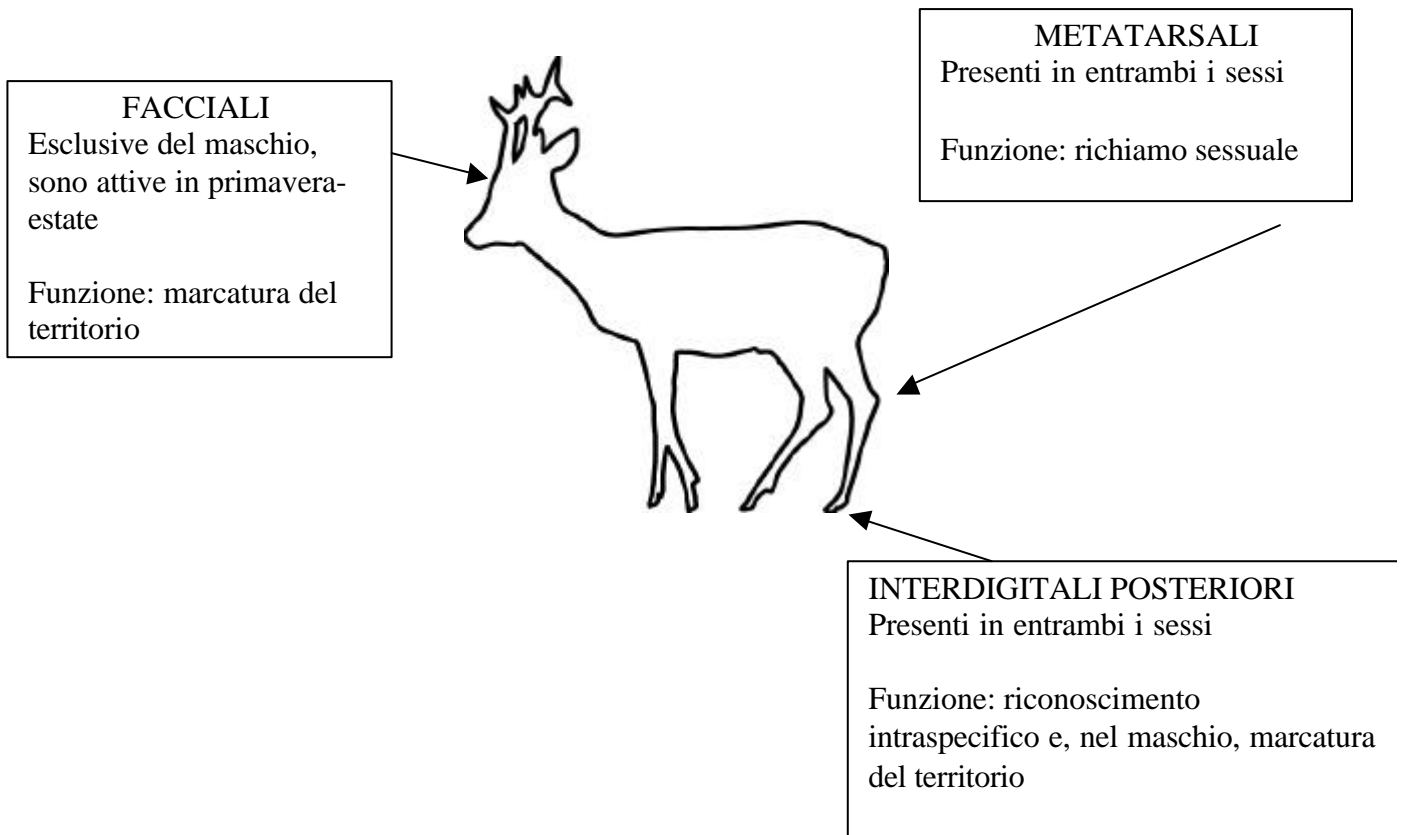 METATARSALI
Presenti in entrambi i sessi
Funzione: richiamo sessuale
FACCIALI
Esclusive del maschio,
sono attive in primavera-
estate
Funzione: marcatura del
territorio
INTERDIGITALI POSTERIORI
Presenti in entrambi i sessi
Funzione: riconoscimento
intraspecifico e, nel maschio, marcatura
del territorio